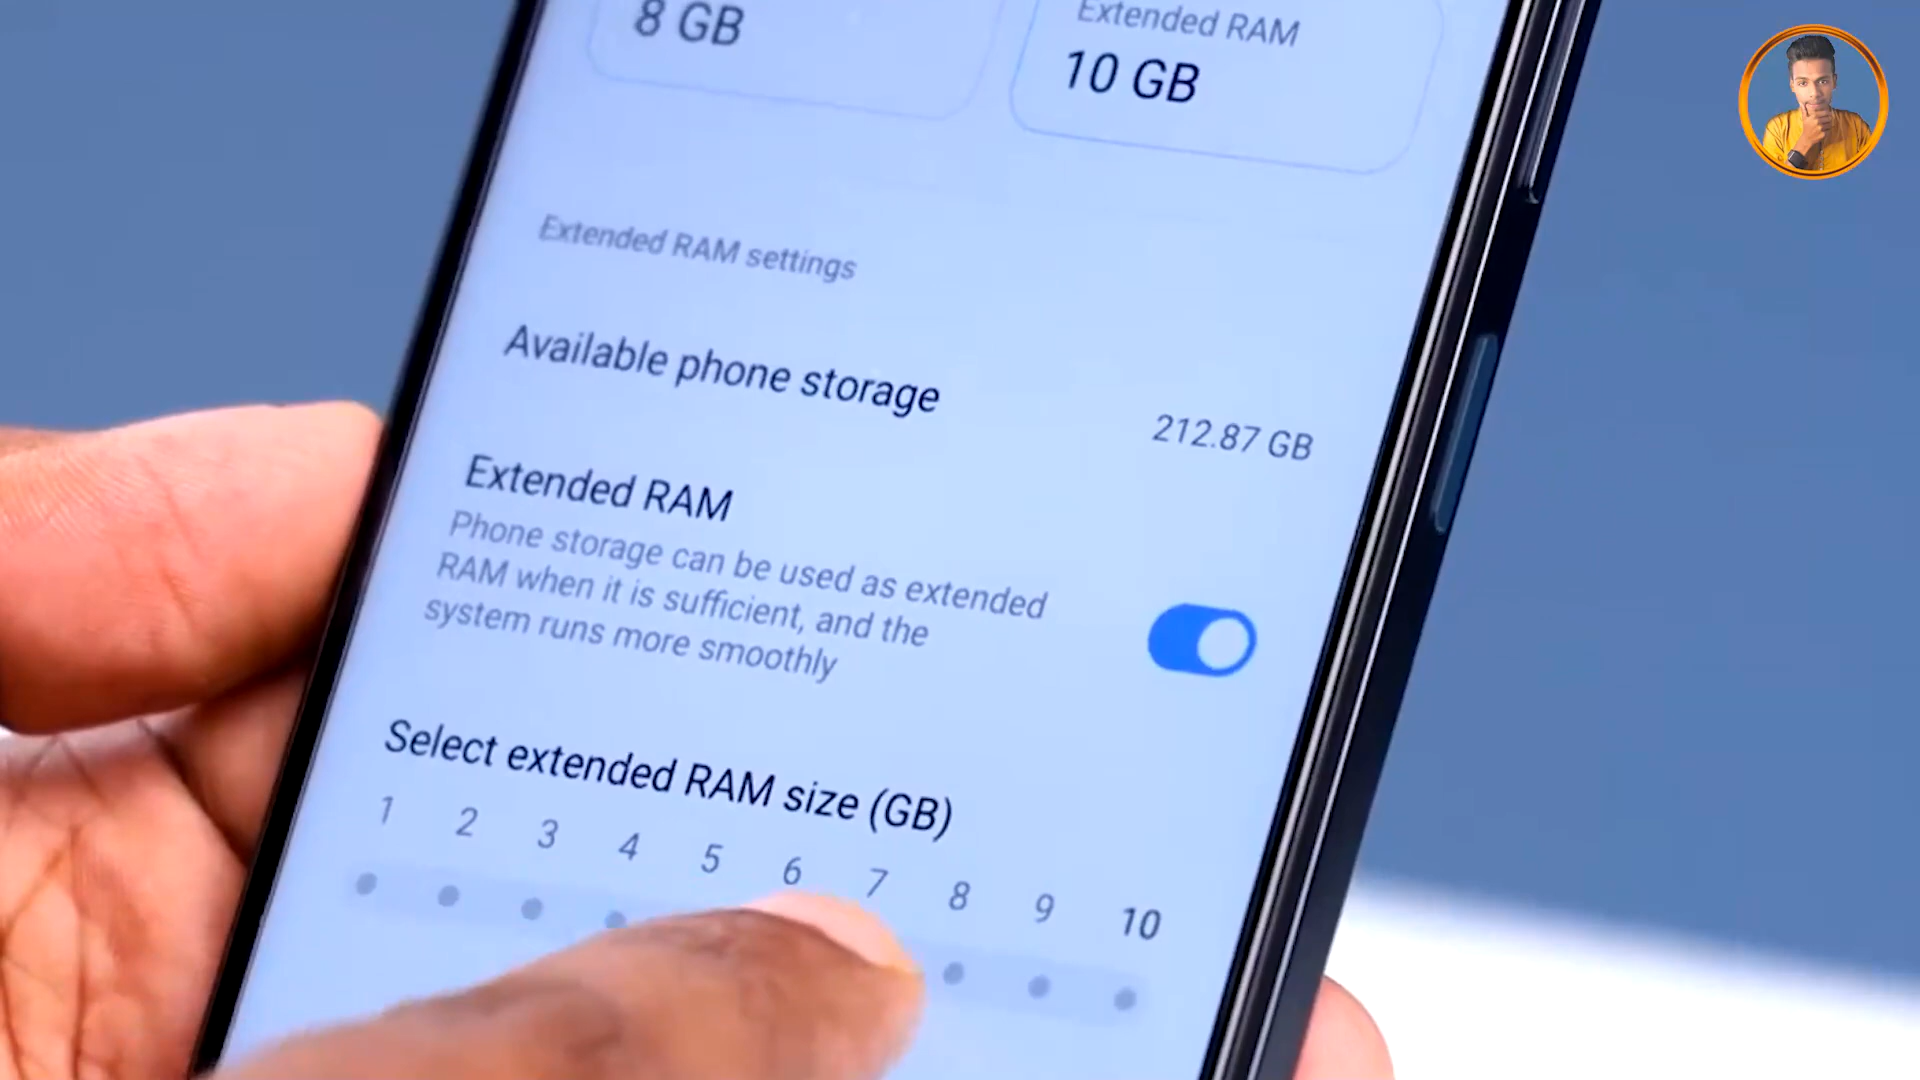 8 GB
Extended RAM
10 GB
Extended RAM settings
Available phone storage
212.87 GB
Extended RAM
Phone storage can be used as extended
RAM when it is sufficient, and the
system runs more smoothly
Select extended RAM size (GB)
1 2 3 4 5 6 7 8 9 10